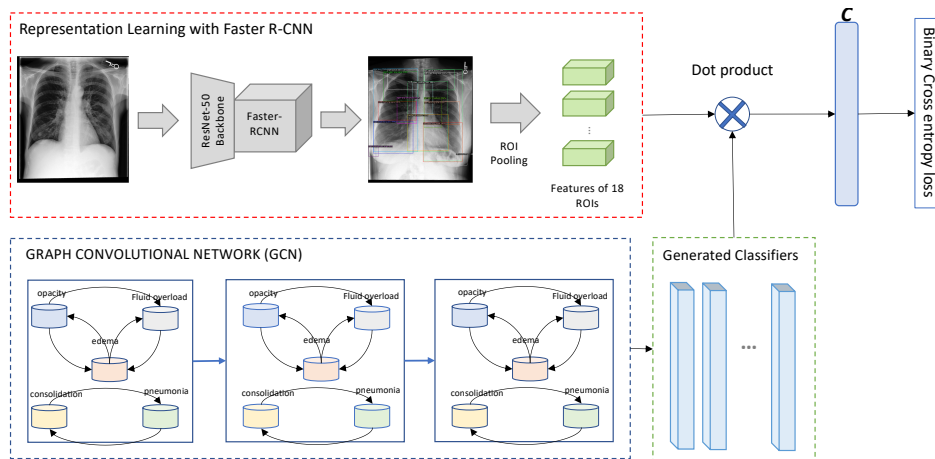 Representation Learning with Faster R-CNN
ResNet-50
Backbone
Faster-
RCNN
ROI
Pooling
...
Features of 18
ROIs
Dot product
C
Binary Cross entropy loss
GRAPH CONVOLUTIONAL NETWORK (GCN)
opacity
Fluid overload
edema
consolidation
pneumonia
opacity
Fluid overload
edema
consolidation
pneumonia
opacity
Fluid overload
edema
consolidation
pneumonia
Generated Classifiers
...